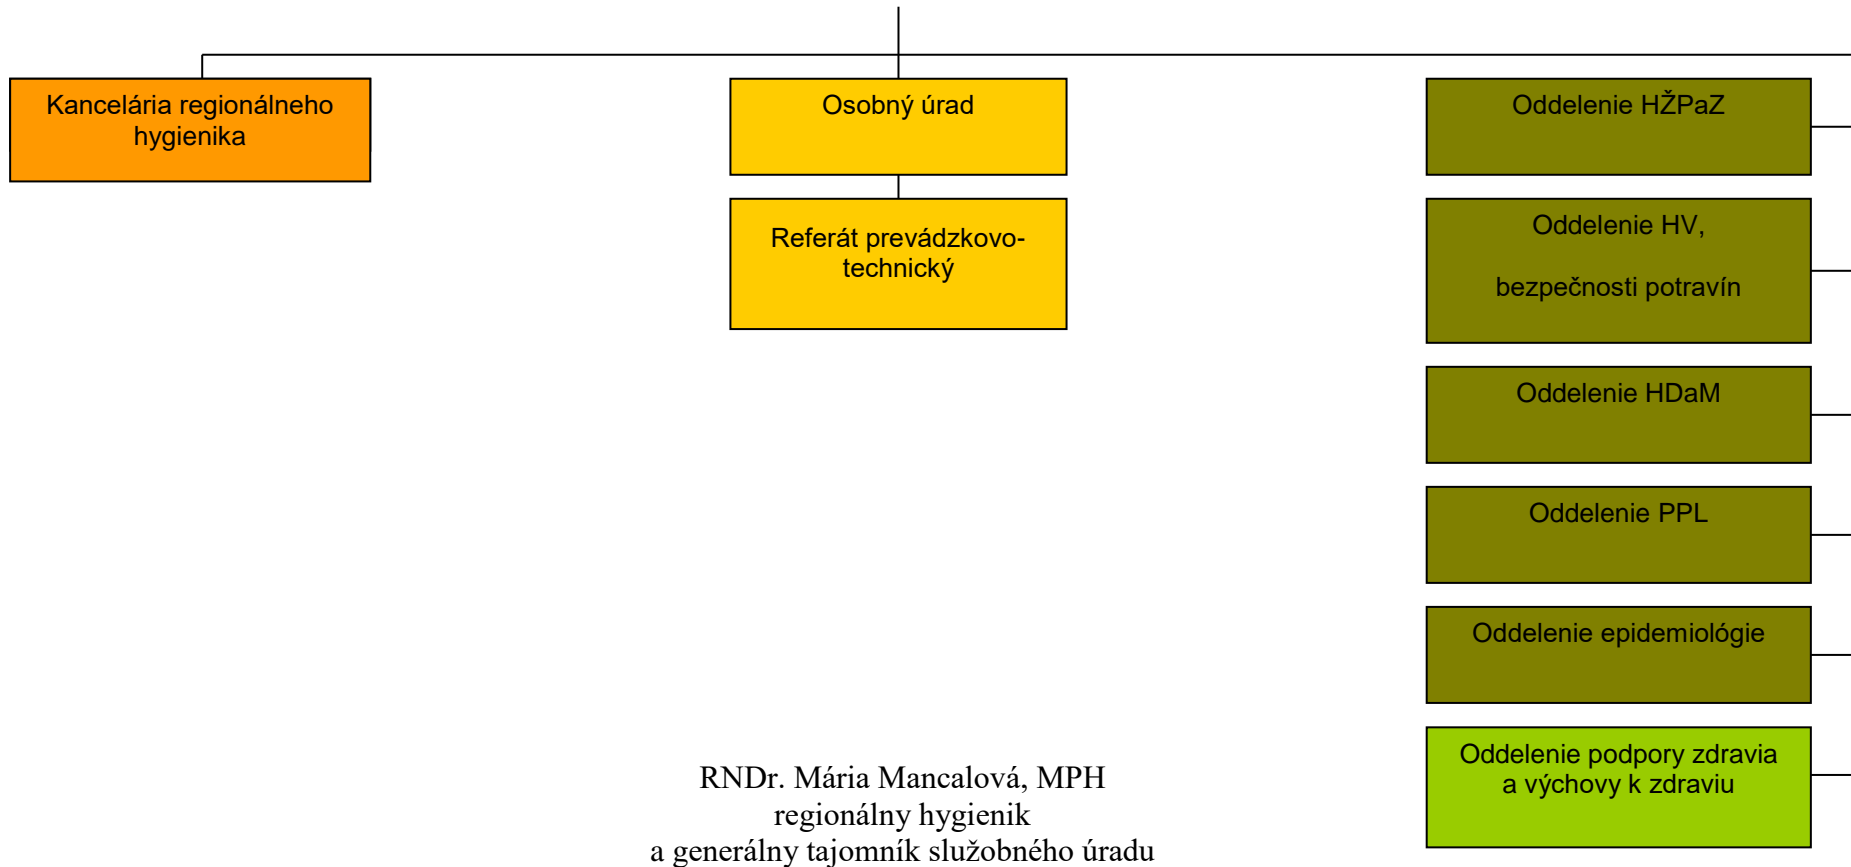 Kancelária regionálneho
hygienika
Osobný úrad
Referát prevádzkovo-
technický
Oddelenie HŽPaZ
Oddelenie HV,
bezpečnosti potravín
Oddelenie HDaM
Oddelenie PPL
Oddelenie epidemiológie
Oddelenie podpory zdravia
a výchovy k zdraviu
RNDr. Mária Mancalová, MPH
regionálny hygienik
a generálny tajomník služobného úradu